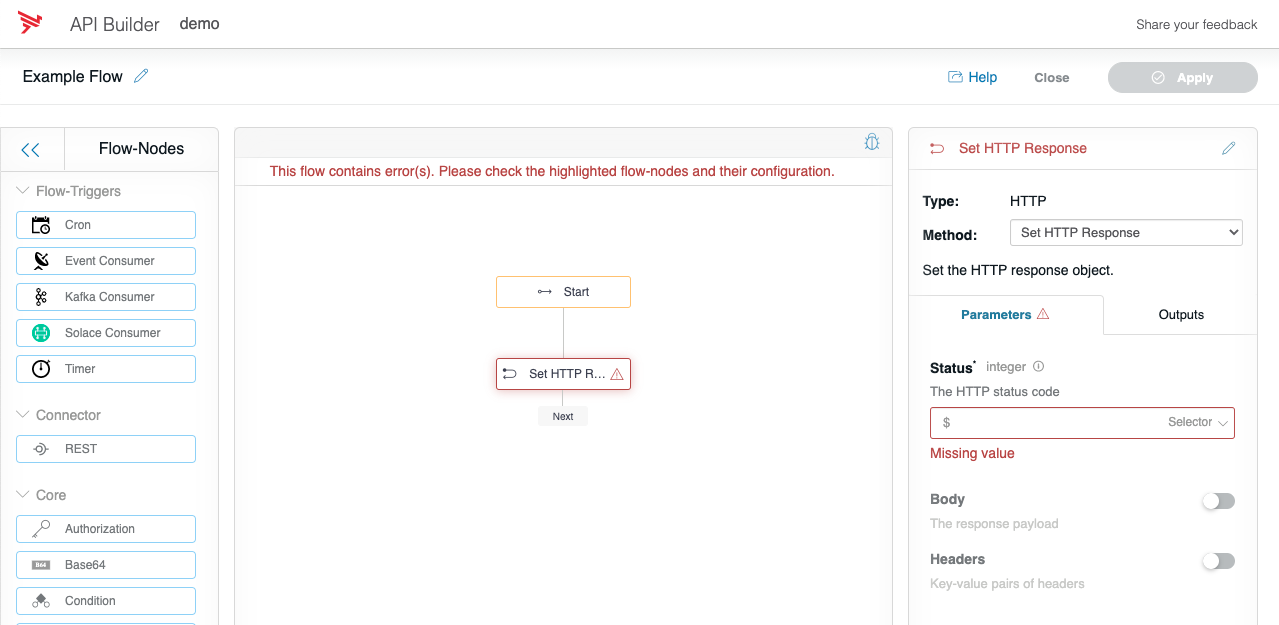 API Builder demo Share your feedback
Example Flow Help Close Apply
Flow-Nodes
Flow-Triggers
Cron
Event Consumer
Kafka Consumer
Solace Consumer
Timer
Connector
REST
Core
Authorization
B64 Base64
Condition
This flow contains error(s). Please check the highlighted flow-nodes and their configuration.
Start
Set HTTP R...
Next
Set HTTP Response
Type: HTTP
Method: Set HTTP Response
Set the HTTP response object.
Parameters Outputs
Status* integer
The HTTP status code
$ Selector
Missing value
Body
The response payload
Headers
Key-value pairs of headers